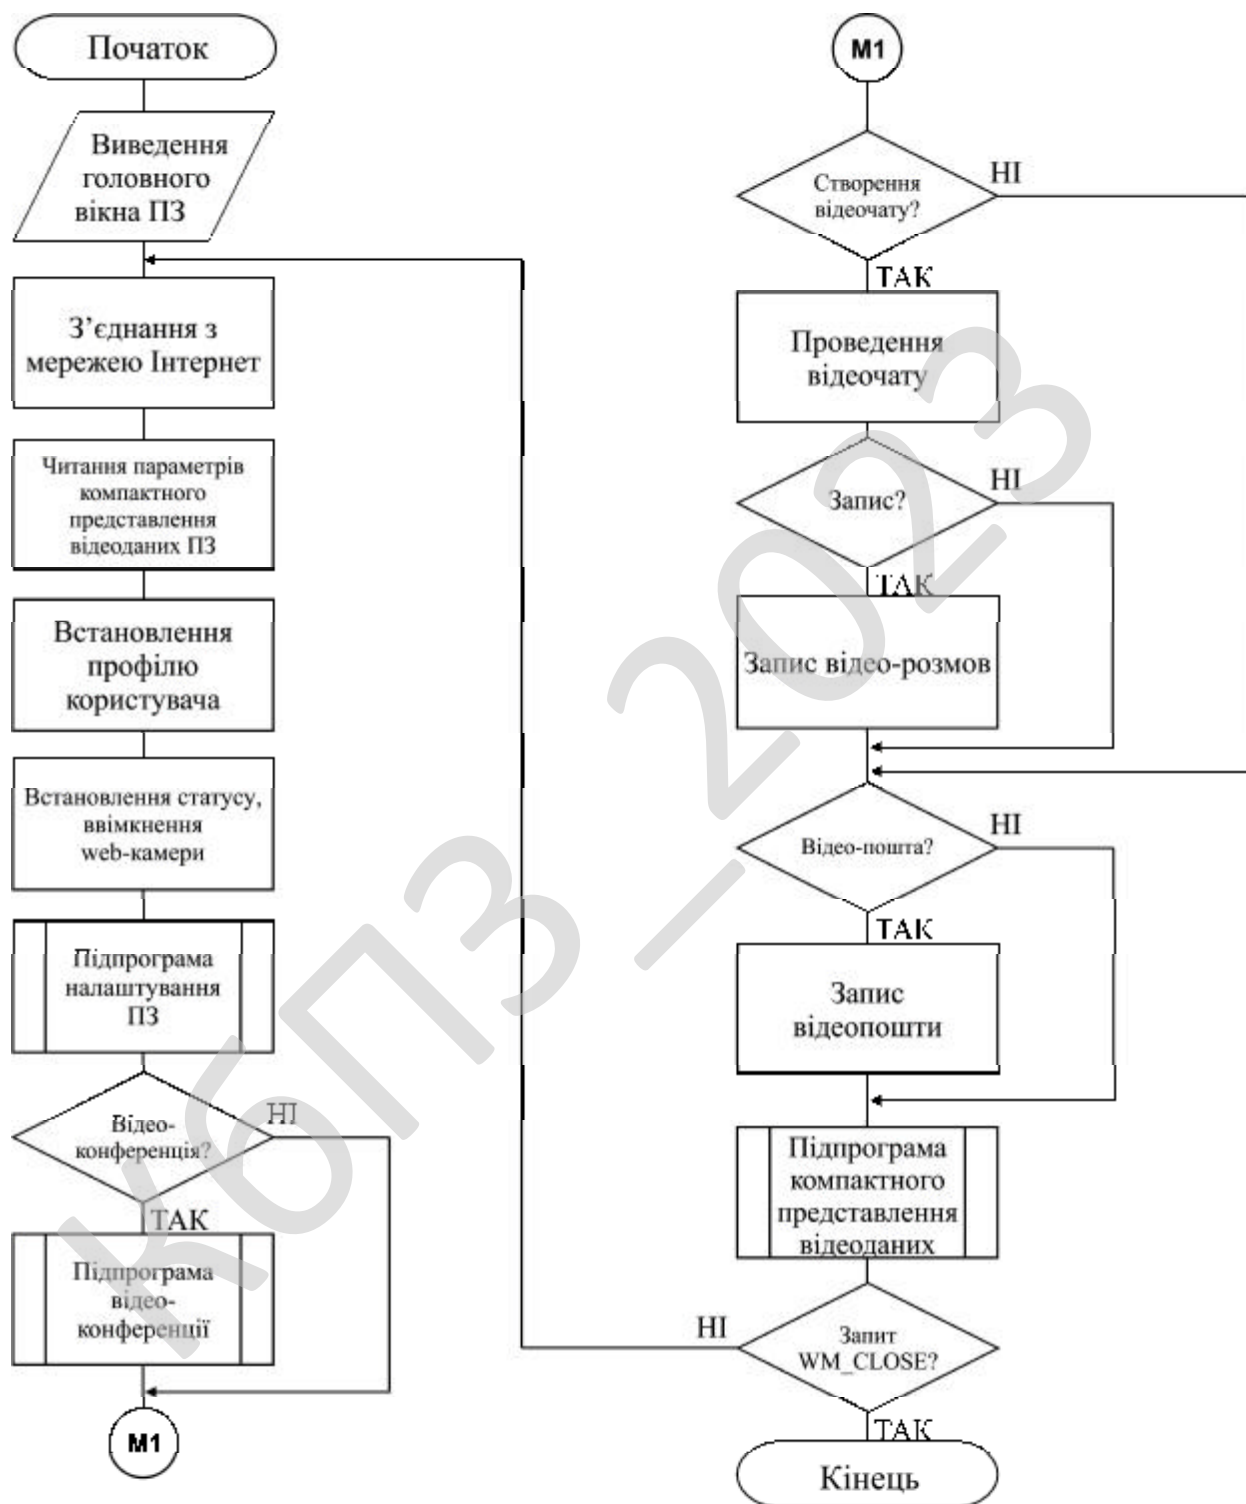 Початок
Виведення
головного
вікна ПЗ
З’єднання з
мережею Інтернет
Читання параметрів
компактного
представлення
відеоданих ПЗ
Встановлення
профілю
користувача
Встановлення статусу,
ввімкнення
web-камери
Підпрограма
налаштування
ПЗ
Відео-
конференція?
НІ
ТАК
Підпрограма
відео-
конференції
М1
М1
Створення
відеочату?
НІ
ТАК
Проведення
відеочату
Запис?
НІ
ТАК
Запис відео-розмов
Відео-пошта?
НІ
ТАК
Запис
відеопошти
Підпрограма
компактного
представлення
відеоданих
Запит
WM_CLOSE?
НІ
ТАК
Кінець
КбПЗ_2023